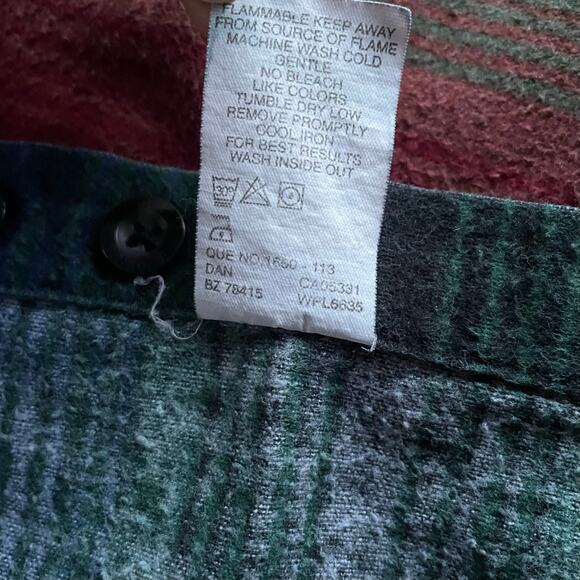 FLAMMABLE KEEP AWAY
FROM SOURCE OF FLAME
MACHINE WASH COLD
GENTLE
NO BLEACH
LIKE COLORS
TUMBLE DRY LOW
REMOVE PROMPTLY
COOL IRON
FOR BEST RESULTS
WASH INSIDE OUT
30°
QUE NO. 1650 - 113
DAN CA05331
BZ 78415 WPL6635